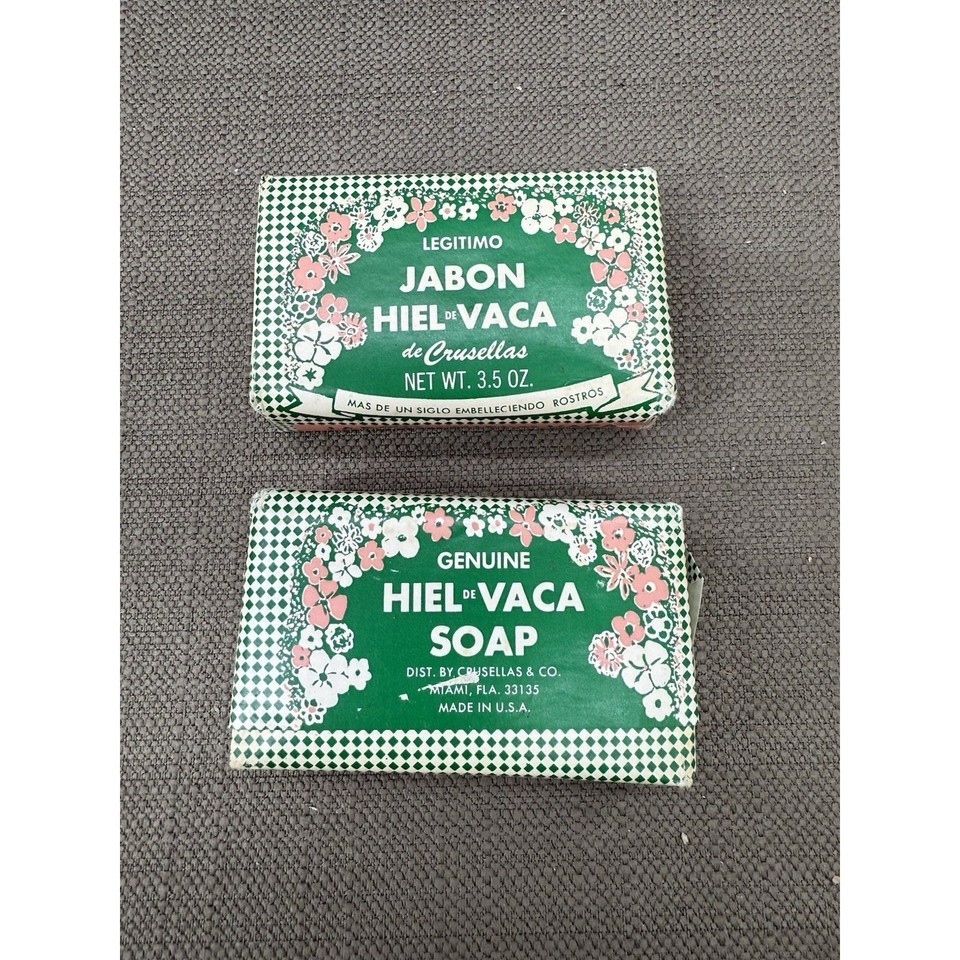 LEGITIMO
JABON
HIEL DE VACA
de Crusellas
NET WT. 3.5 OZ.
MAS DE UN SIGLO EMBELLECIENDO ROSTROS
GENUINE
HIEL DE VACA
SOAP
DIST. BY CRUSELLAS & CO.
MIAMI, FLA. 33135
MADE IN U.S.A.